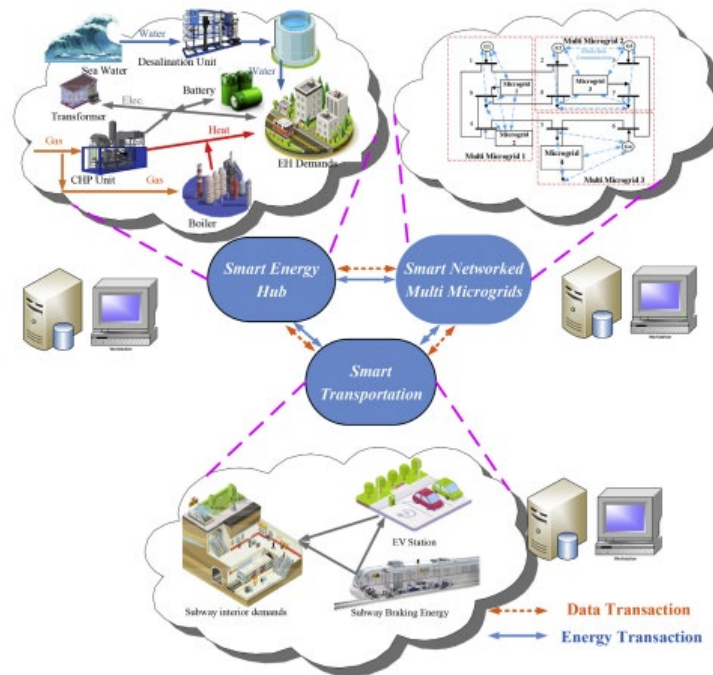 Water
Sea Water
Desalination Unit
Water
Battery
Transformer
Elec.
Heat
Gas
CHP Unit
Gas
EH Demands
Boiler
Multi Microgrid 2
Microgrid
Microgrid
3
Microgrid
2
Multi Microgrid 1
Microgrid
Multi Microgrid 3
Smart Energy
Hub
Smart Networked
Multi Microgrids
Smart
Transportation
EV Station
Subway interior demands
Subway Braking Energy
Data Transaction
Energy Transaction